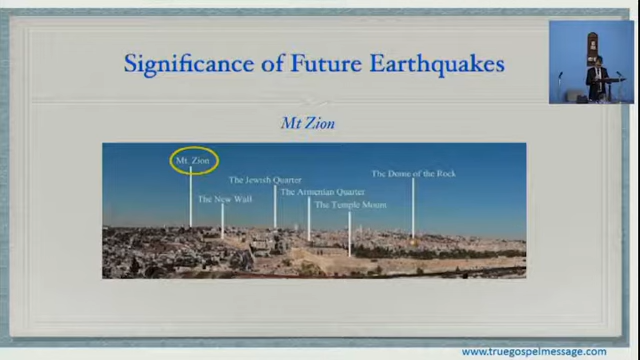 Significance of Future Earthquakes
Mt Zion
Mt. Zion
The Dome of the Rock
The Jewish Quarter
The Armenian Quarter
The New Wall
The Temple Mount
www.truegospelmessage.com